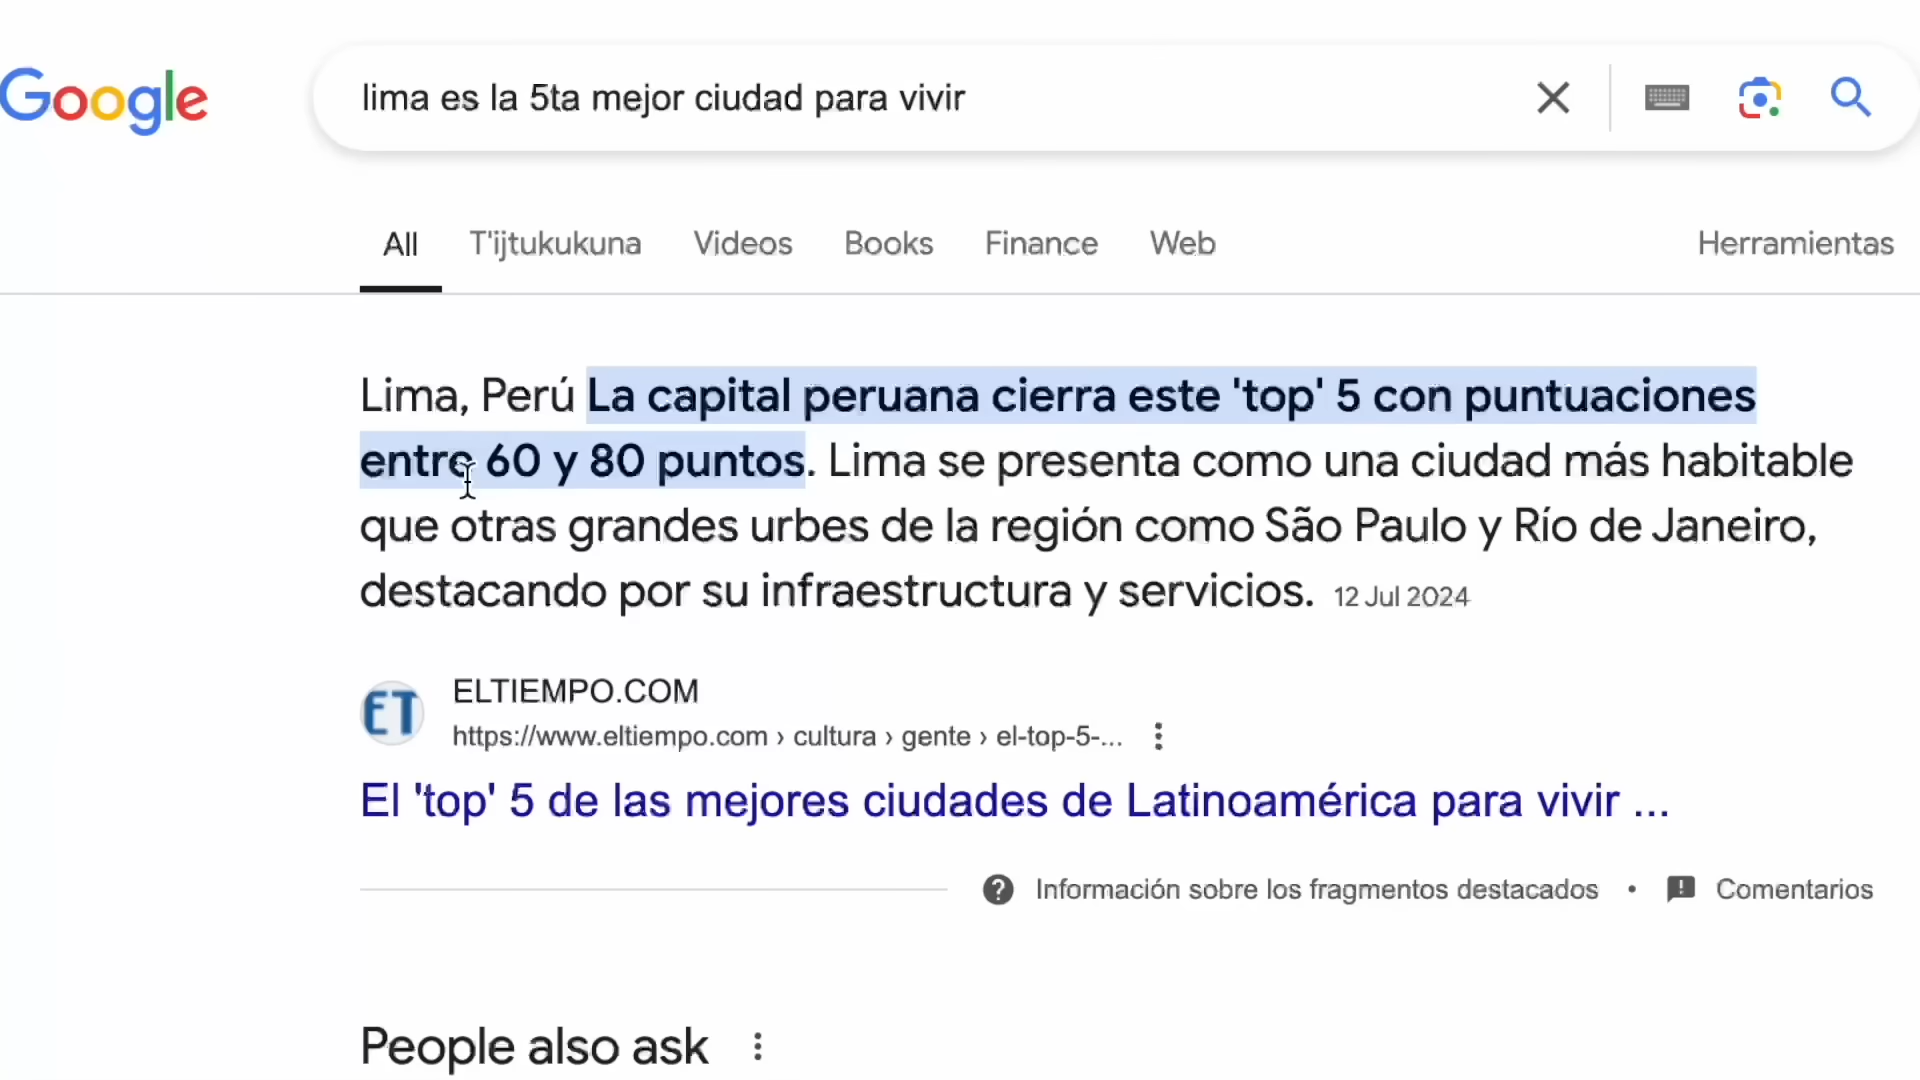 Google
lima es la 5ta mejor ciudad para vivir
All T'ijtukukuna Videos Books Finance Web Herramientas
Lima, Perú La capital peruana cierra este 'top' 5 con puntuaciones
entre 60 y 80 puntos. Lima se presenta como una ciudad más habitable
que otras grandes urbes de la región como São Paulo y Río de Janeiro,
destacando por su infraestructura y servicios. 12 Jul 2024
ET
ELTIEMPO.COM
https://www.eltiempo.com › cultura › gente › el-top-5-...
El 'top' 5 de las mejores ciudades de Latinoamérica para vivir ...
Información sobre los fragmentos destacados • Comentarios
People also ask